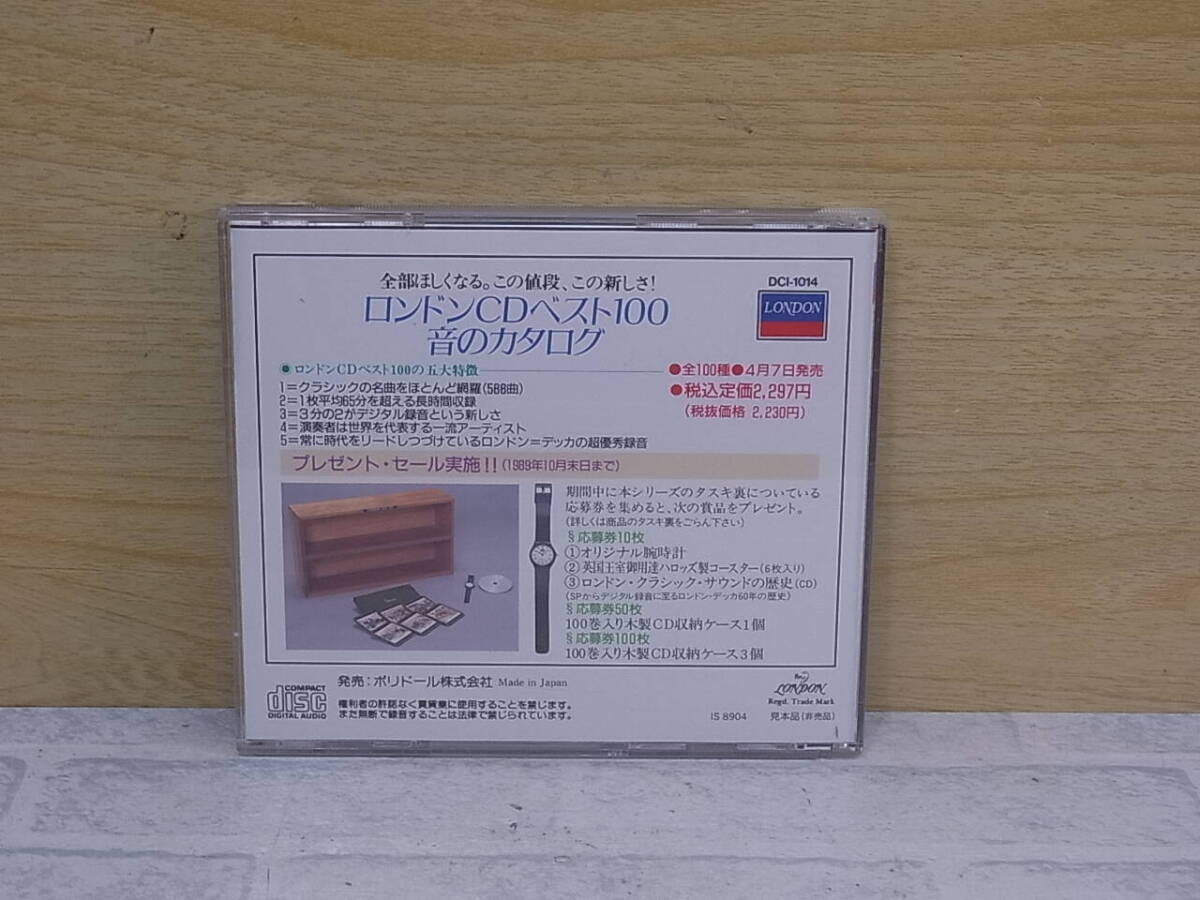 全部ほしくなる。この値段、この新しさ!
DCI-1014
ロンドンCDベスト100
音のカタログ
LONDON
●ロンドンCDベスト100の五大特徴
1=クラシックの名曲をほとんど網羅(588曲)
2=1枚平均65分を超える長時間収録
3=3分の2がデジタル録音という新しさ
4=演奏者は世界を代表する一流アーティスト
5=常に時代をリードしつづけているロンドン=デッカの超優秀録音
●全100種●4月7日発売
●税込定価2,297円
(税抜価格 2,230円)
プレゼント・セール実施!!(1989年10月末日まで)
期間中に本シリーズのタスキ裏についている
応募券を集めると、次の賞品をプレゼント。
(詳しくは商品のタスキ裏をごらん下さい)
§応募券10枚
①オリジナル腕時計
②英国王室御用達ハロッズ製コースター(6枚入り)
③ロンドン・クラシック・サウンドの歴史(CD)
(SPからデジタル録音に至るロンドン・デッカ60年の歴史)
§応募券50枚
100巻入り木製CD収納ケース1個
§応募券100枚
100巻入り木製CD収納ケース3個
COMPACT
disc
DIGITAL AUDIO
発売:ポリドール株式会社 Made in Japan
権利者の許諾なく賃貸業に使用することを禁じます。
また無断で録音することは法律で禁じられています。
LONDON
Regd. Trade Mark
IS 8904 見本品(非売品)